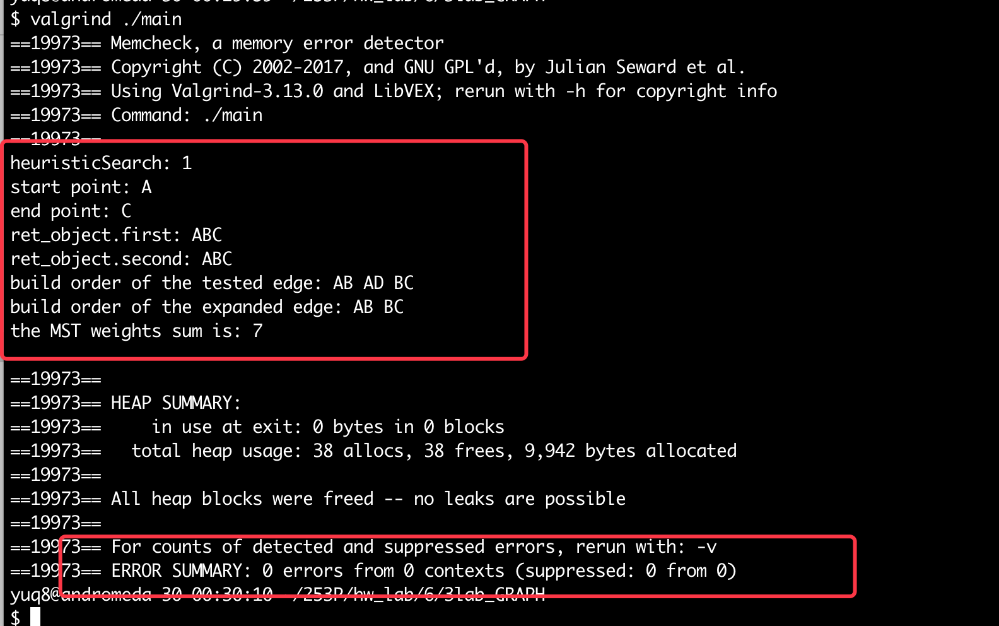 $ valgrind ./main
==19973== Memcheck, a memory error detector
==19973== Copyright (C) 2002-2017, and GNU GPL'd, by Julian Seward et al.
==19973== Using Valgrind-3.13.0 and LibVEX; rerun with -h for copyright info
==19973== Command: ./main
==19973==
heuristicSearch: 1
start point: A
end point: C
ret_object.first: ABC
ret_object.second: ABC
build order of the tested edge: AB AD BC
build order of the expanded edge: AB BC
the MST weights sum is: 7
==19973==
==19973== HEAP SUMMARY:
==19973==     in use at exit: 0 bytes in 0 blocks
==19973==   total heap usage: 38 allocs, 38 frees, 9,942 bytes allocated
==19973==
==19973== All heap blocks were freed -- no leaks are possible
==19973==
==19973== For counts of detected and suppressed errors, rerun with: -v
==19973== ERROR SUMMARY: 0 errors from 0 contexts (suppressed: 0 from 0)
yuq8@andromeda 30 00:30:10 ~/253P/hw_lab/6/3lab_GRAPH
$